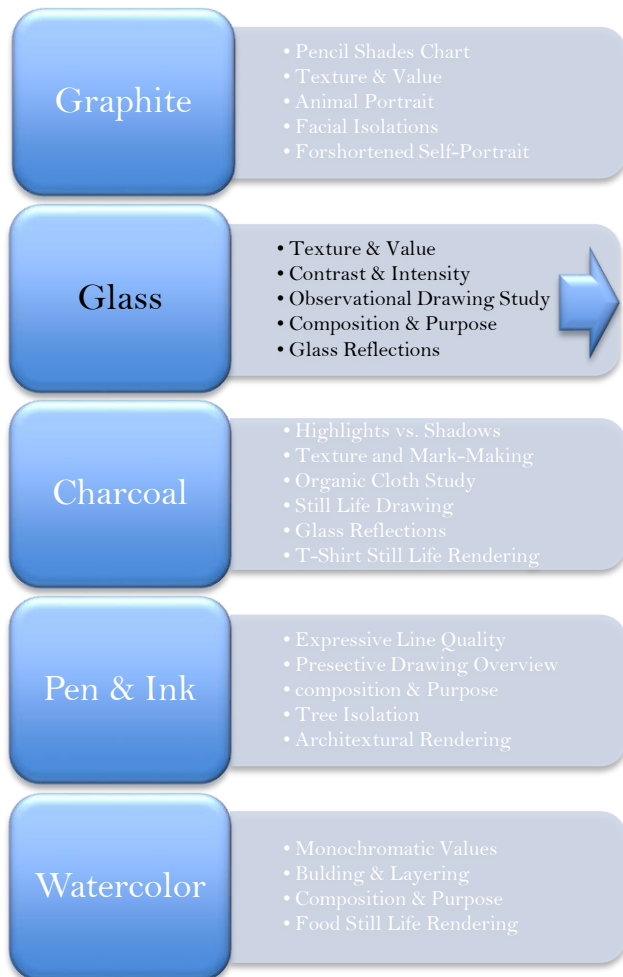 Graphite
• Pencil Shades Chart
• Texture & Value
• Animal Portrait
• Facial Isolations
• Forshortened Self-Portrait
Glass
• Texture & Value
• Contrast & Intensity
• Observational Drawing Study
• Composition & Purpose
• Glass Reflections
Charcoal
• Highlights vs. Shadows
• Texture and Mark-Making
• Organic Cloth Study
• Still Life Drawing
• Glass Reflections
• T-Shirt Still Life Rendering
Pen & Ink
• Expressive Line Quality
• Presective Drawing Overview
• composition & Purpose
• Tree Isolation
• Architextural Rendering
Watercolor
• Monochromatic Values
• Bulding & Layering
• Composition & Purpose
• Food Still Life Rendering